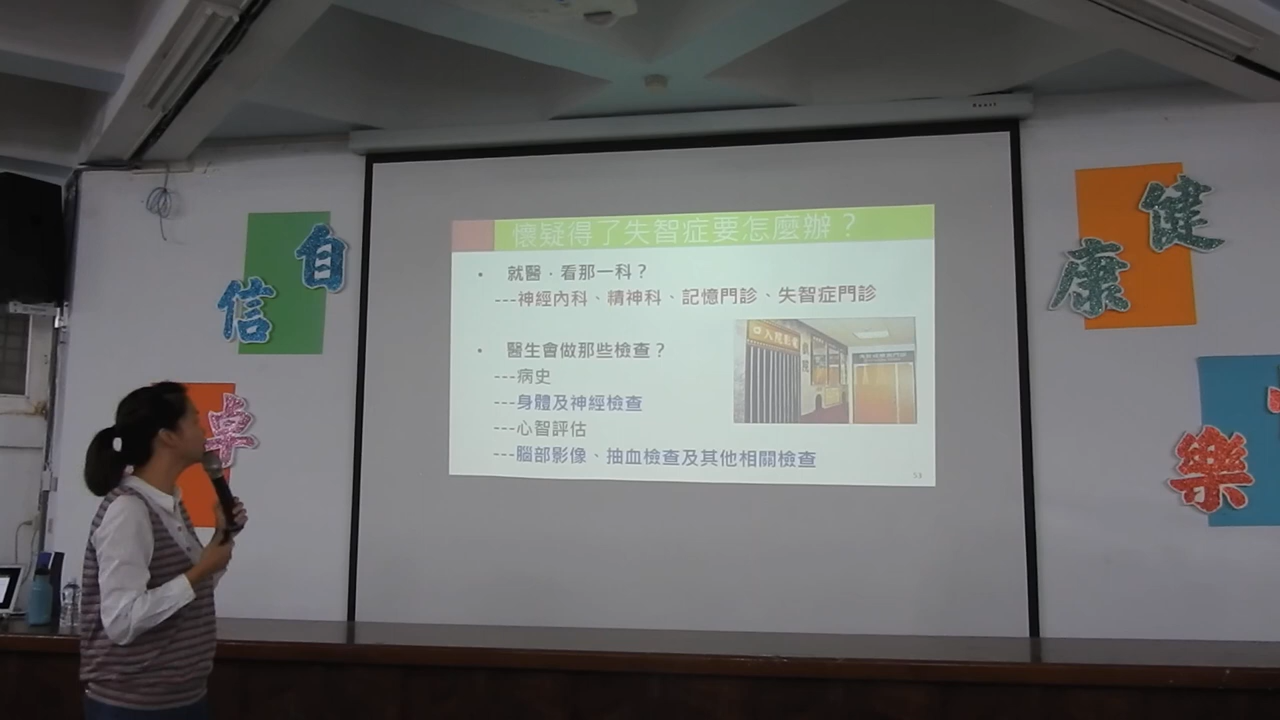 懷疑得了失智症要怎麼辦？
• 就醫，看那一科？
---神經內科、精神科、記憶門診、失智症門診
• 醫生會做那些檢查？
---病史
---身體及神經檢查
---心智評估
---腦部影像、抽血檢查及其他相關檢查
53
自信
卓
健康
樂